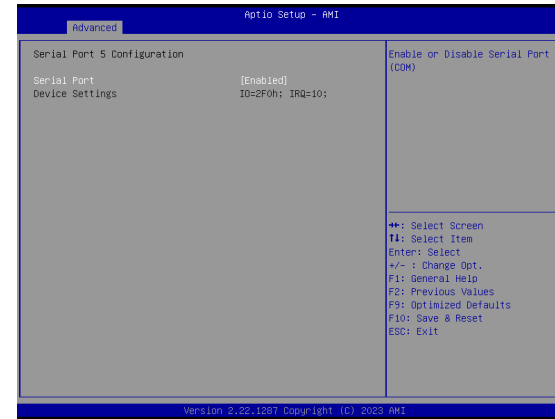 Aptio Setup - AMI
Advanced
Serial Port 5 Configuration
Serial Port [Enabled]
Device Settings IO=2F0h; IRQ=10;
Enable or Disable Serial Port
(COM)
→←: Select Screen
↑↓: Select Item
Enter: Select
+/- : Change Opt.
F1: General Help
F2: Previous Values
F9: Optimized Defaults
F10: Save & Reset
ESC: Exit
Version 2.22.1287 Copyright (C) 2023 AMI